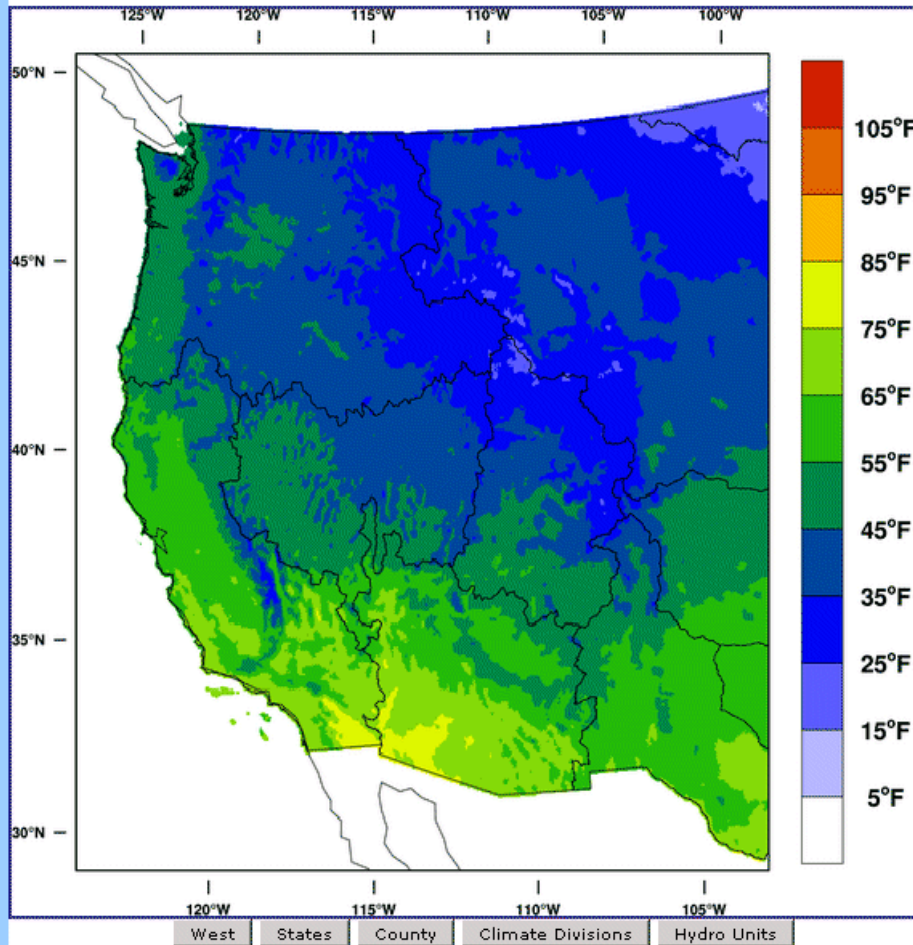 125°W 120°W 115°W 110°W 105°W 100°W
50°N
45°N
40°N
35°N
30°N
105°F
95°F
85°F
75°F
65°F
55°F
45°F
35°F
25°F
15°F
5°F
120°W 115°W 110°W 105°W
West States County Climate Divisions Hydro Units